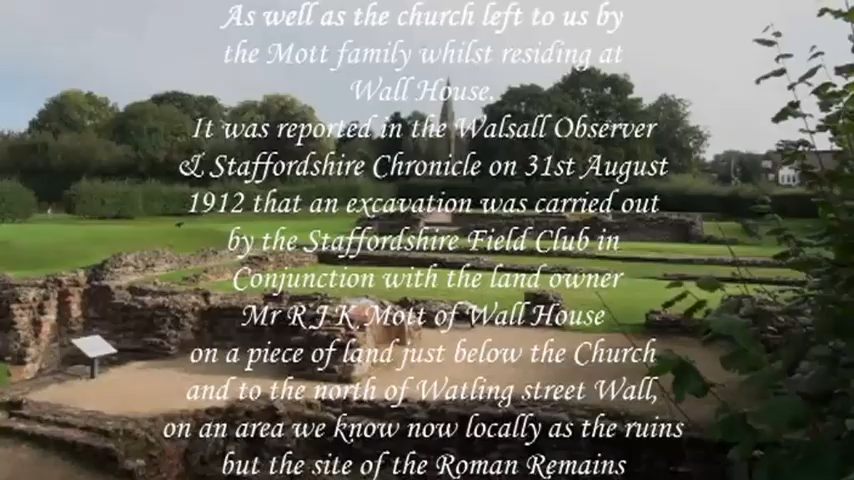 As well as the church left to us by
the Mott family whilst residing at
Wall House.
It was reported in the Walsall Observer
& Staffordshire Chronicle on 31st August
1912 that an excavation was carried out
by the Staffordshire Field Club in
Conjunction with the land owner
Mr R J K Mott of Wall House
on a piece of land just below the Church
and to the north of Watling street Wall,
on an area we know now locally as the ruins
but the site of the Roman Remains